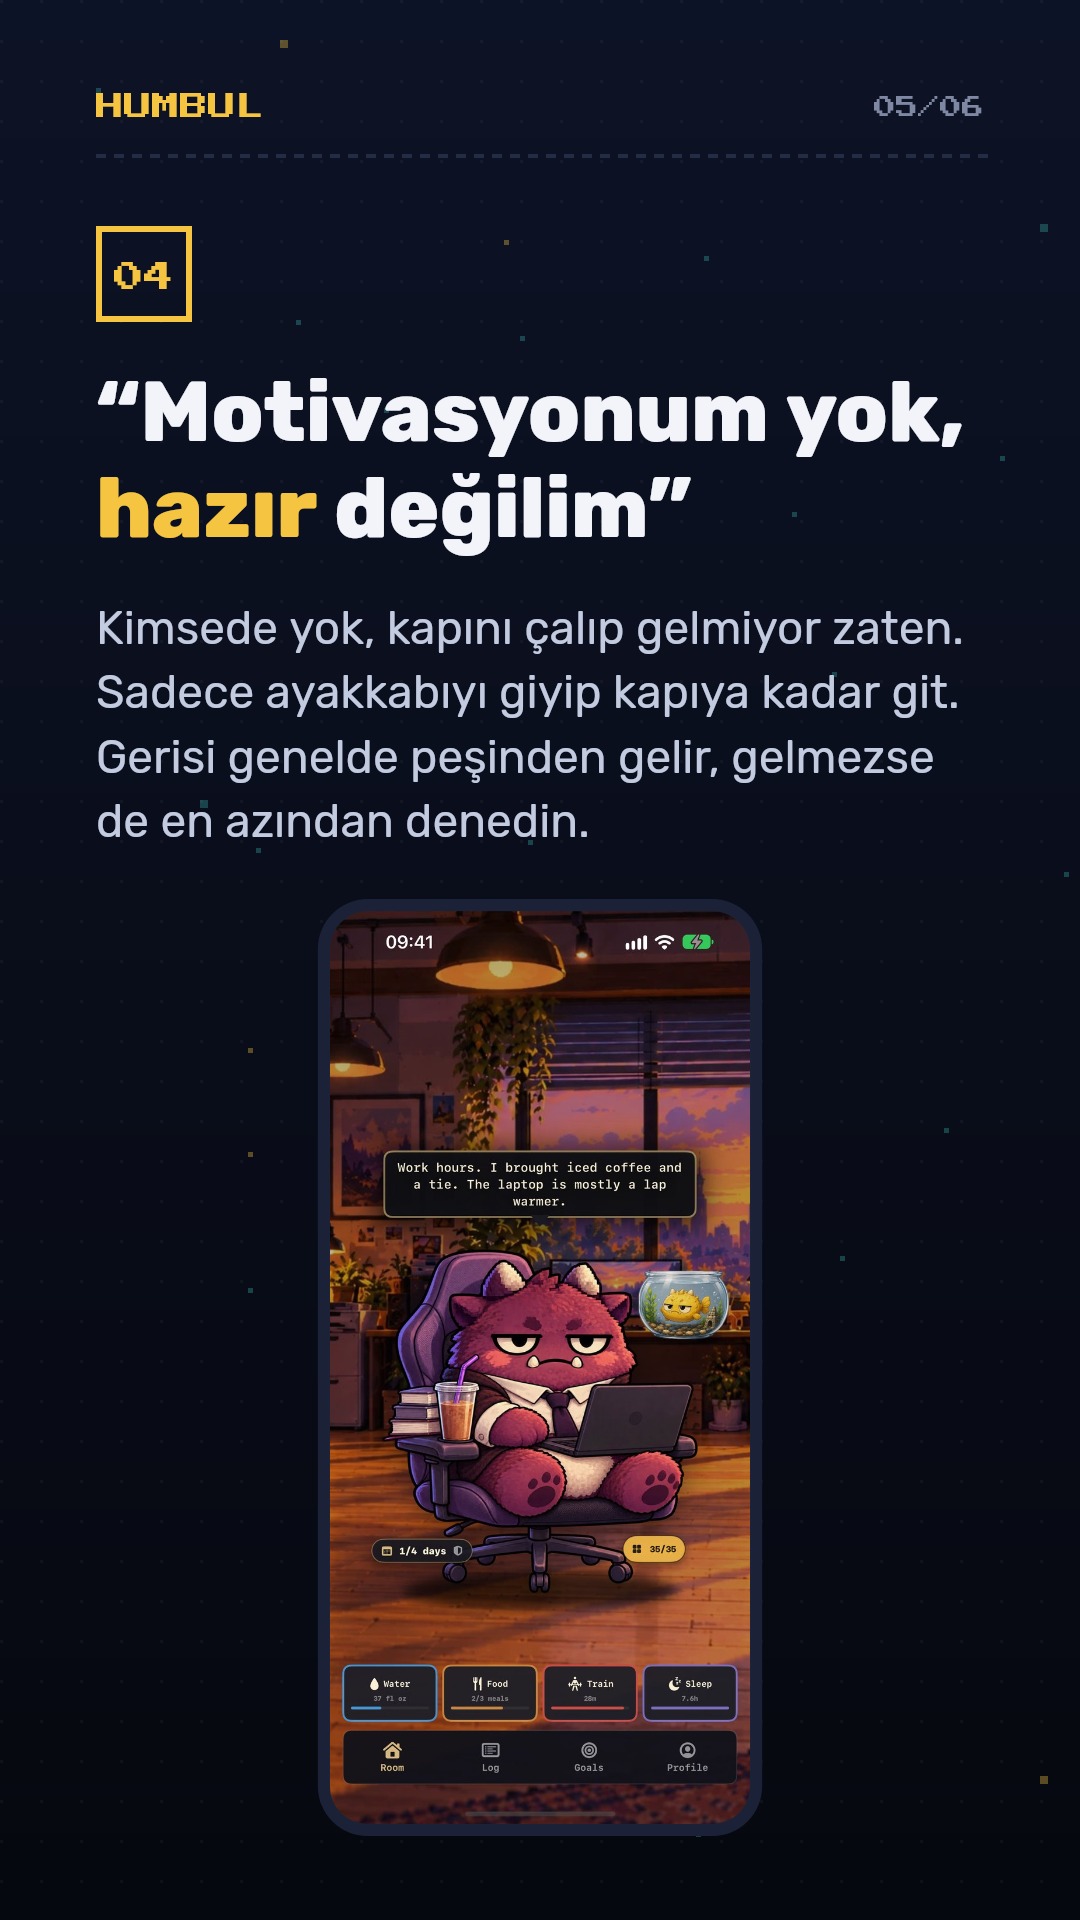 HUMBUL
05/06
04
“Motivasyonum yok,
hazır değilim”
Kimsede yok, kapını çalıp gelmiyor zaten.
Sadece ayakkabıyı giyip kapıya kadar git.
Gerisi genelde peşinden gelir, gelmezse
de en azından denedin.
09:41
Work hours. I brought iced coffee and
a tie. The laptop is mostly a lap
warmer.
1/4 days
35/35
Water
37 fl oz
Food
2/3 meals
Train
28m
Sleep
7.6h
Room
Log
Goals
Profile